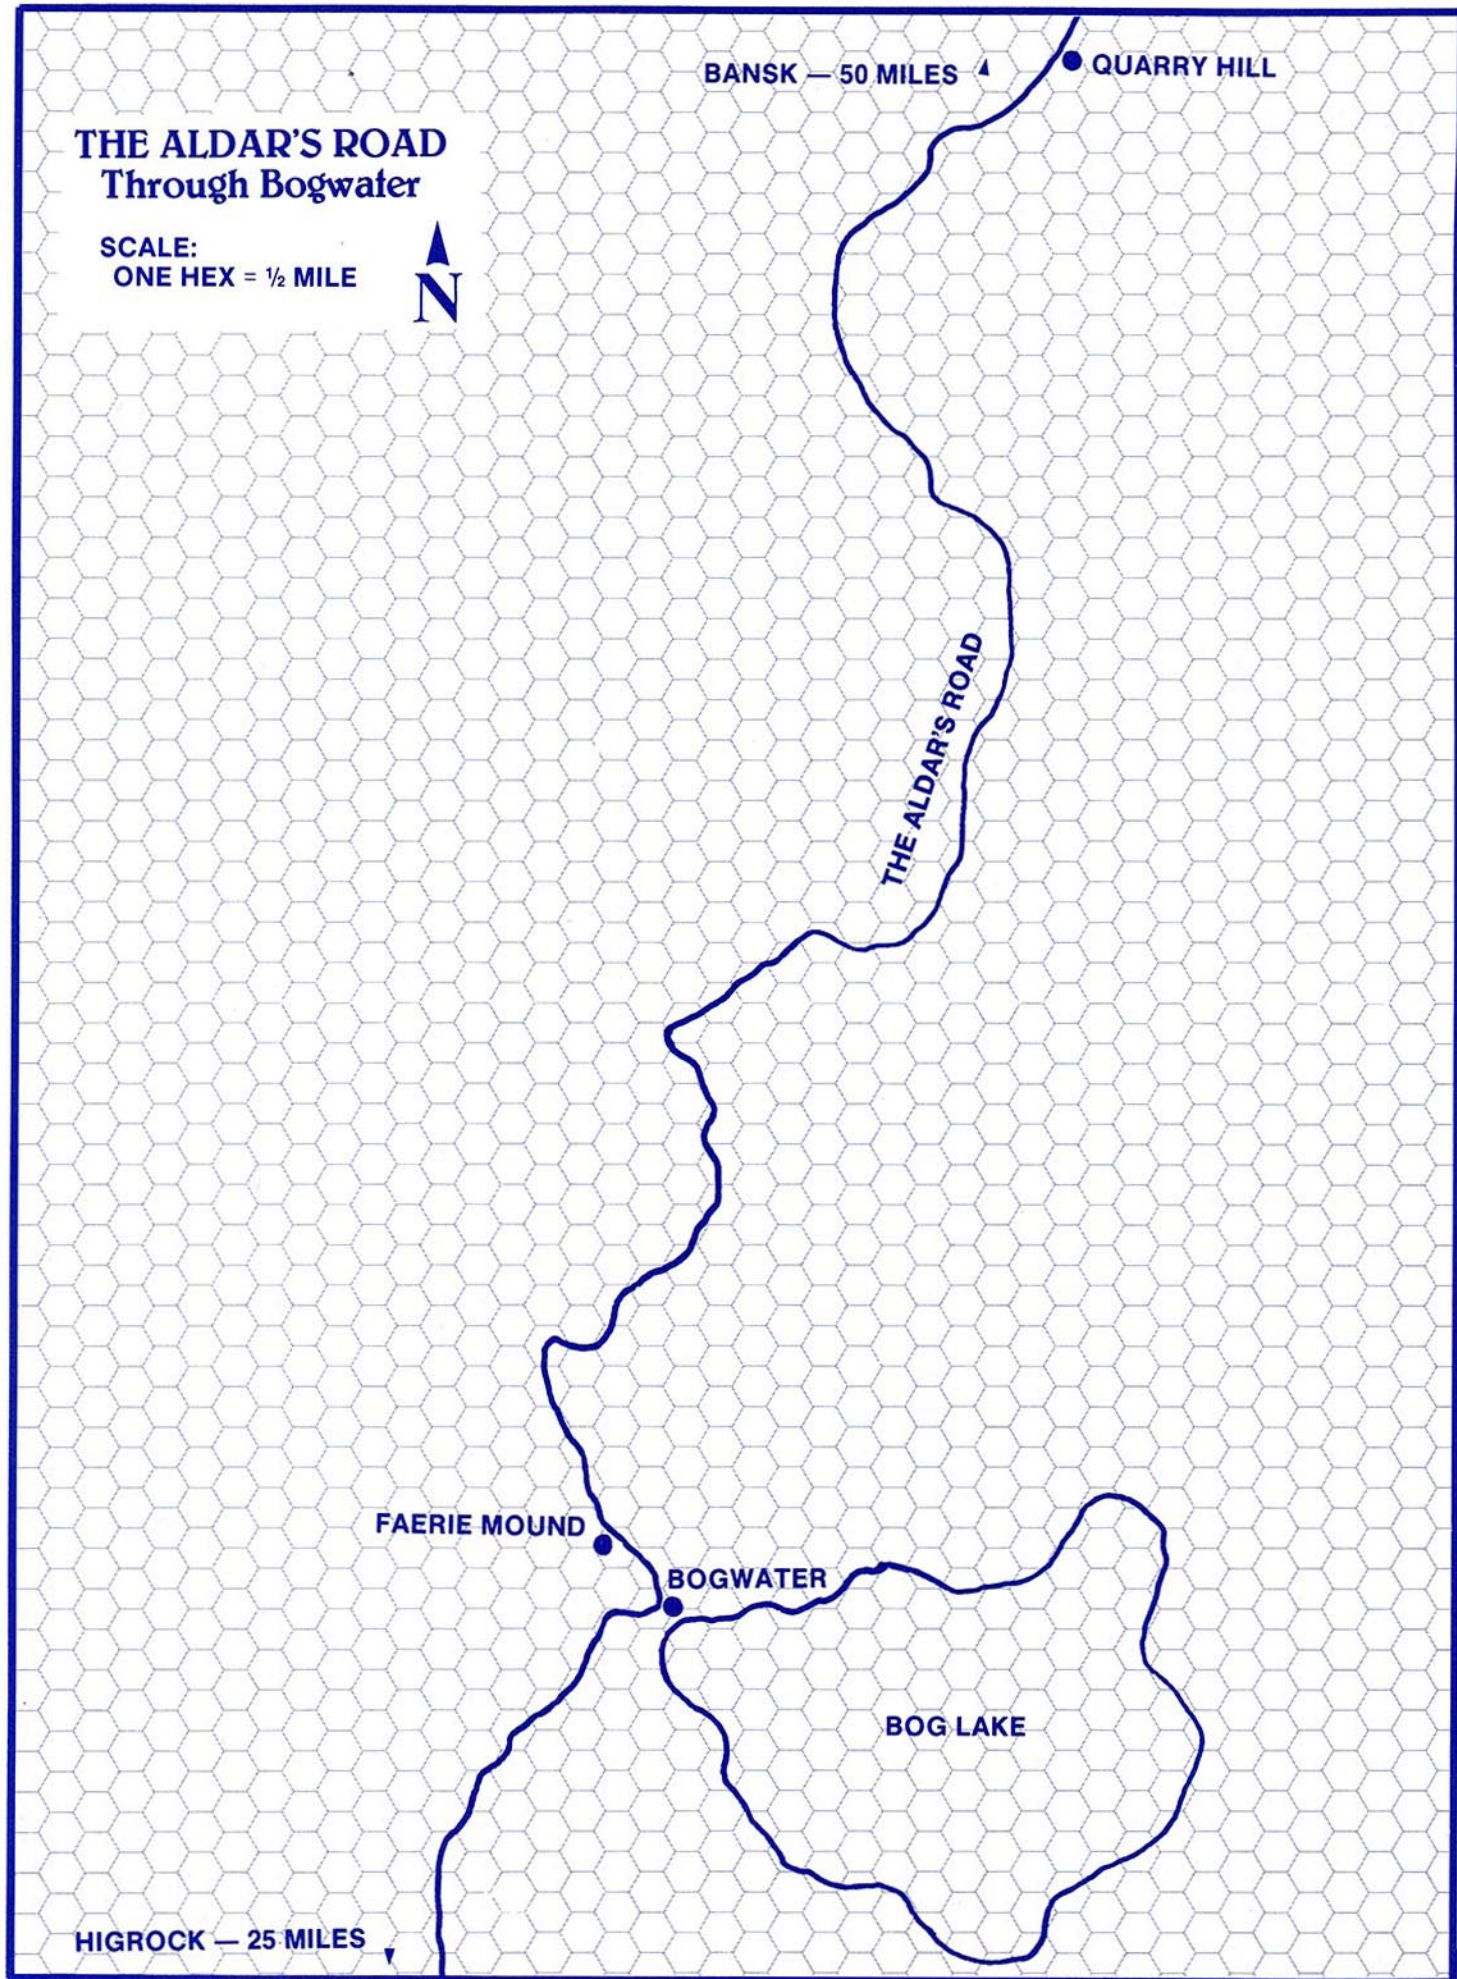 BANSK — 50 MILES
QUARRY HILL
THE ALDAR'S ROAD
Through Bogwater
SCALE:
ONE HEX = ½ MILE
N
THE ALDAR'S ROAD
FAERIE MOUND
BOGWATER
BOG LAKE
HIGROCK — 25 MILES